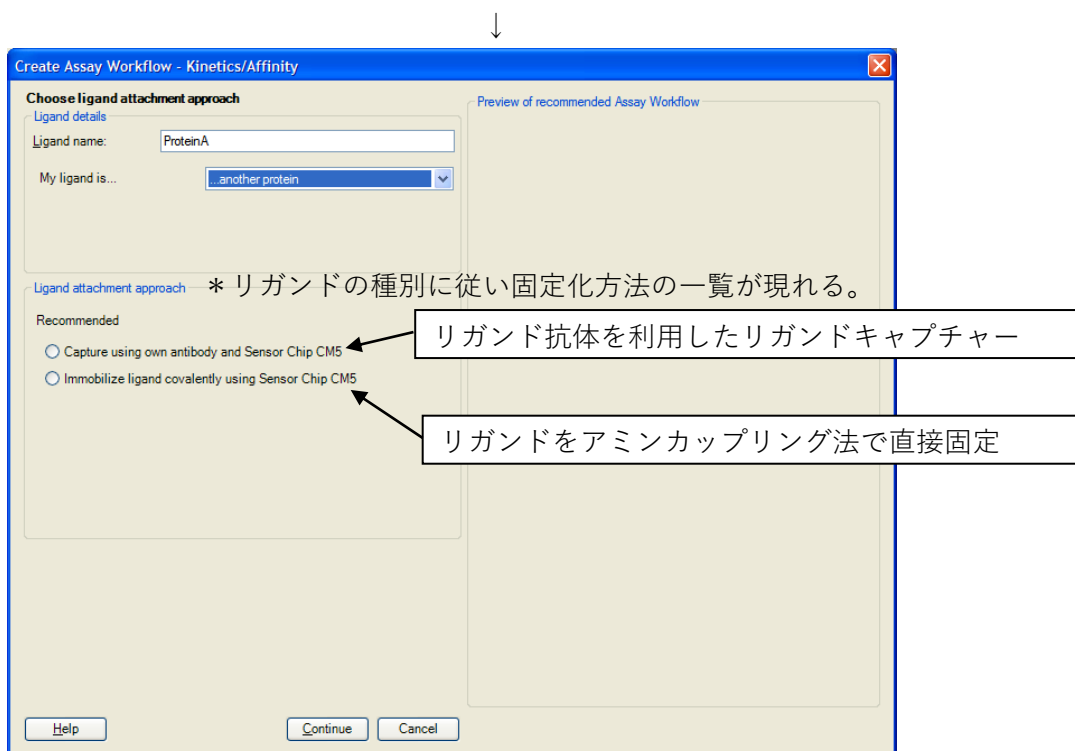 ↓
Create Assay Workflow - Kinetics/Affinity
Choose ligand attachment approach
Ligand details
Ligand name: ProteinA
My ligand is... ...another protein
Preview of recommended Assay Workflow
Ligand attachment approach
＊リガンドの種別に従い固定化方法の一覧が現れる。
Recommended
リガンド抗体を利用したリガンドキャプチャー
Capture using own antibody and Sensor Chip CM5
Immobilize ligand covalently using Sensor Chip CM5
リガンドをアミンカップリング法で直接固定
Help Continue Cancel